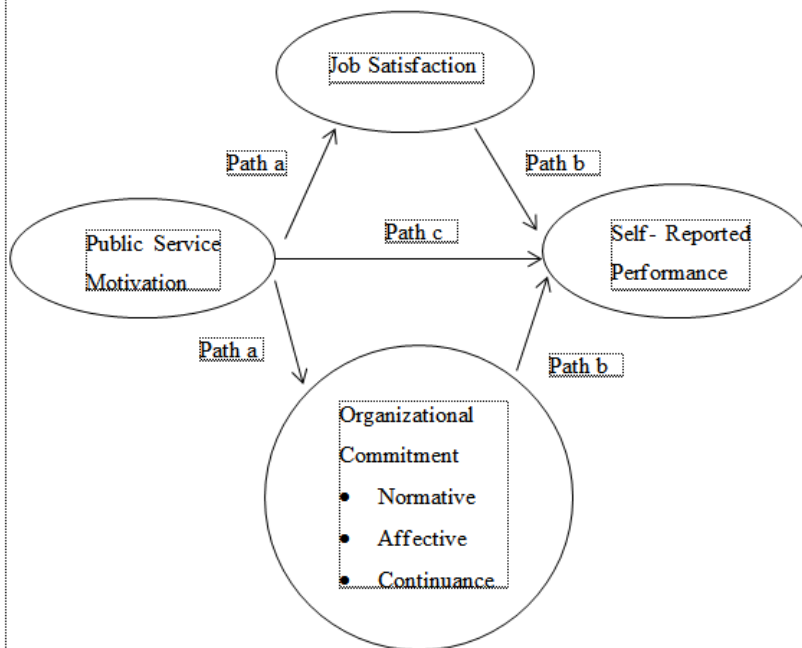 Job Satisfaction
Path a
Path b
Public Service
Motivation
Path c
Self- Reported
Performance
Path a
Path b
Organizational
Commitment
• Normative
• Affective
• Continuance